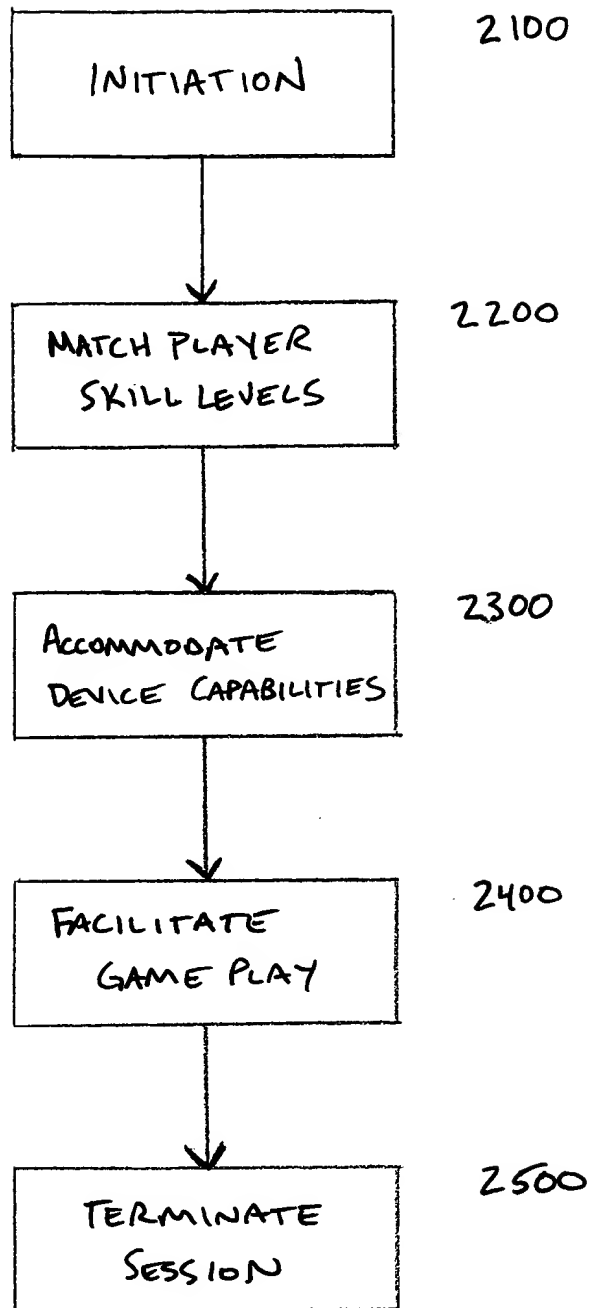 INITIATION
2100
MATCH PLAYER
SKILL LEVELS
2200
ACCOMMODATE
DEVICE CAPABILITIES
2300
FACILITATE
GAME PLAY
2400
TERMINATE
SESSION
2500